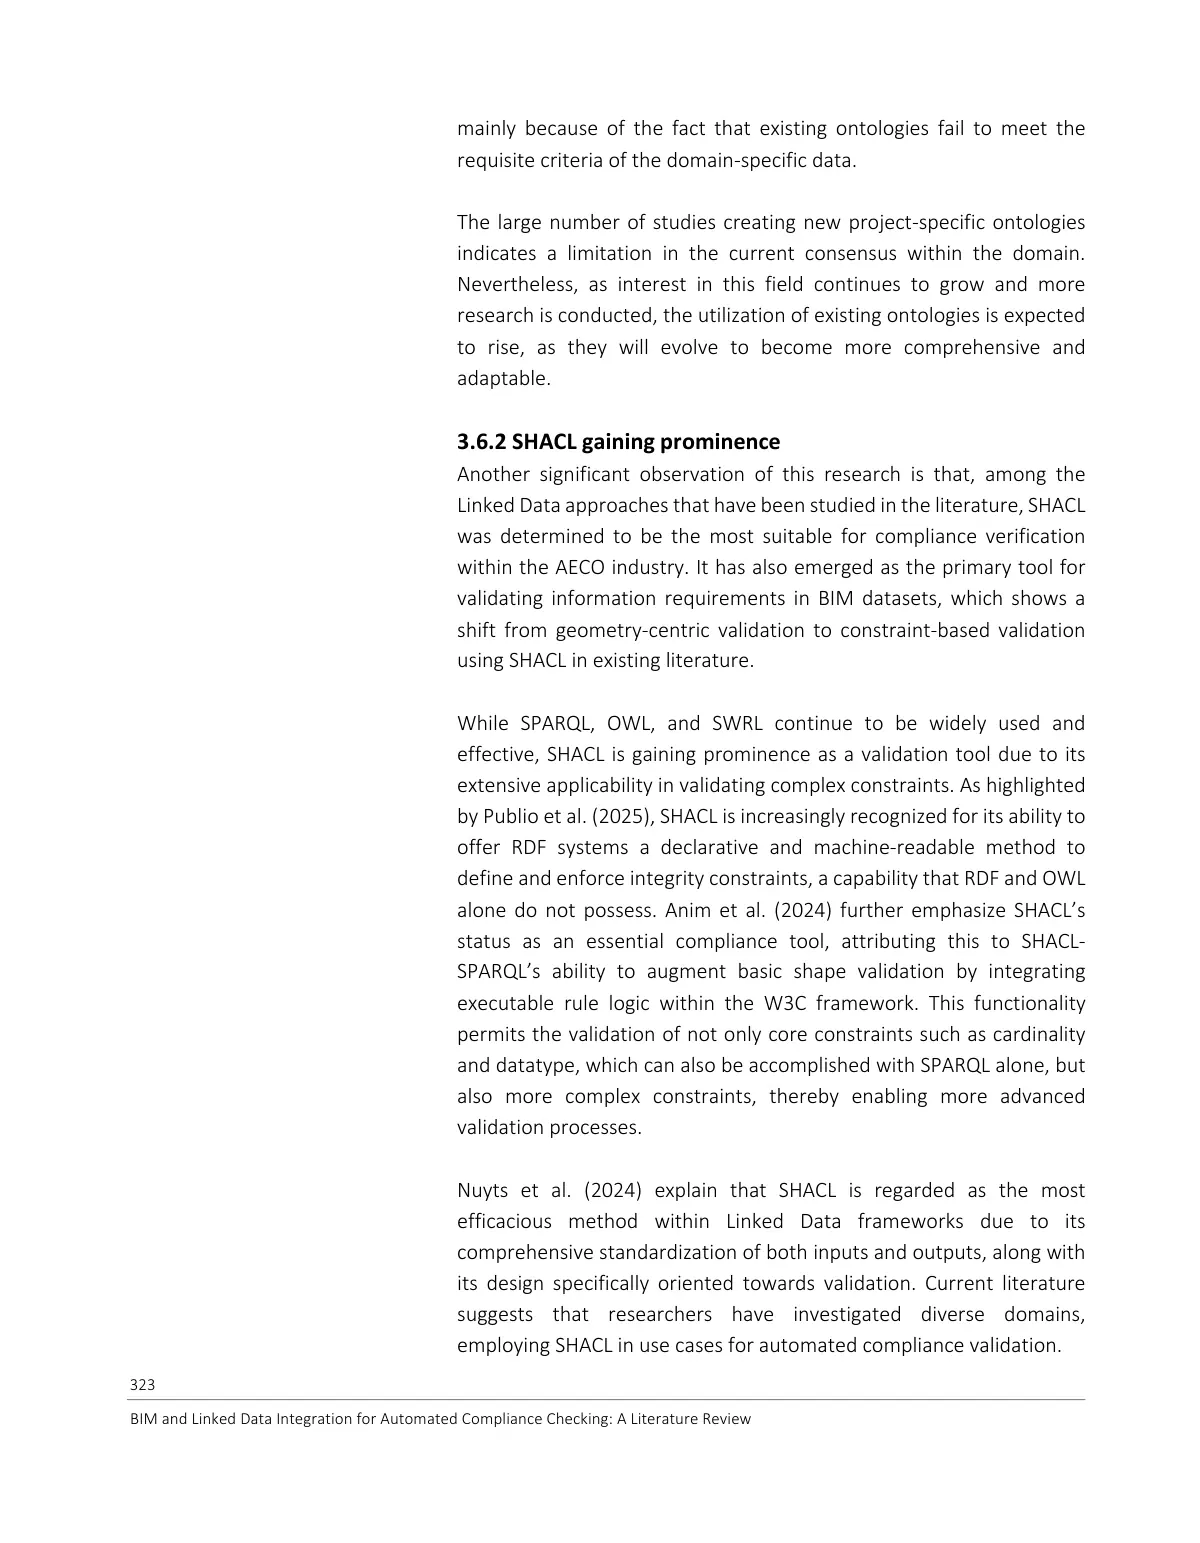 mainly because of the fact that existing ontologies fail to meet the
requisite criteria of the domain-specific data.
The large number of studies creating new project-specific ontologies
indicates a limitation in the current consensus within the domain.
Nevertheless, as interest in this field continues to grow and more
research is conducted, the utilization of existing ontologies is expected
to rise, as they will evolve to become more comprehensive and
adaptable.
3.6.2 SHACL gaining prominence
Another significant observation of this research is that, among the
Linked Data approaches that have been studied in the literature, SHACL
was determined to be the most suitable for compliance verification
within the AECO industry. It has also emerged as the primary tool for
validating information requirements in BIM datasets, which shows a
shift from geometry-centric validation to constraint-based validation
using SHACL in existing literature.
While SPARQL, OWL, and SWRL continue to be widely used and
effective, SHACL is gaining prominence as a validation tool due to its
extensive applicability in validating complex constraints. As highlighted
by Publio et al. (2025), SHACL is increasingly recognized for its ability to
offer RDF systems a declarative and machine-readable method to
define and enforce integrity constraints, a capability that RDF and OWL
alone do not possess. Anim et al. (2024) further emphasize SHACL’s
status as an essential compliance tool, attributing this to SHACL-
SPARQL’s ability to augment basic shape validation by integrating
executable rule logic within the W3C framework. This functionality
permits the validation of not only core constraints such as cardinality
and datatype, which can also be accomplished with SPARQL alone, but
also more complex constraints, thereby enabling more advanced
validation processes.
Nuyts et al. (2024) explain that SHACL is regarded as the most
efficacious method within Linked Data frameworks due to its
comprehensive standardization of both inputs and outputs, along with
its design specifically oriented towards validation. Current literature
suggests that researchers have investigated diverse domains,
employing SHACL in use cases for automated compliance validation.
323
BIM and Linked Data Integration for Automated Compliance Checking: A Literature Review